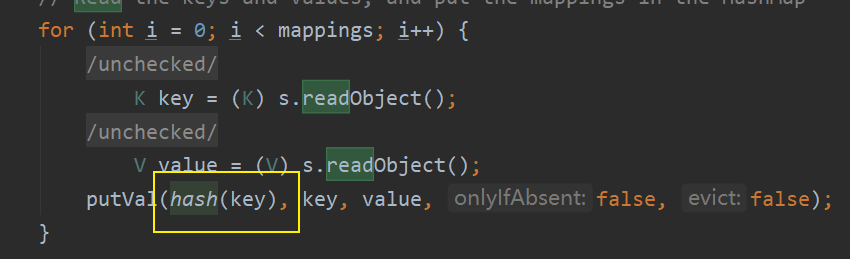 // Read the keys and values, and put the mappings in the HashMap
for (int i = 0; i < mappings; i++) {
/unchecked/
K key = (K) s.readObject();
/unchecked/
V value = (V) s.readObject();
putVal(hash(key), key, value, onlyIfAbsent: false, evict: false);
}